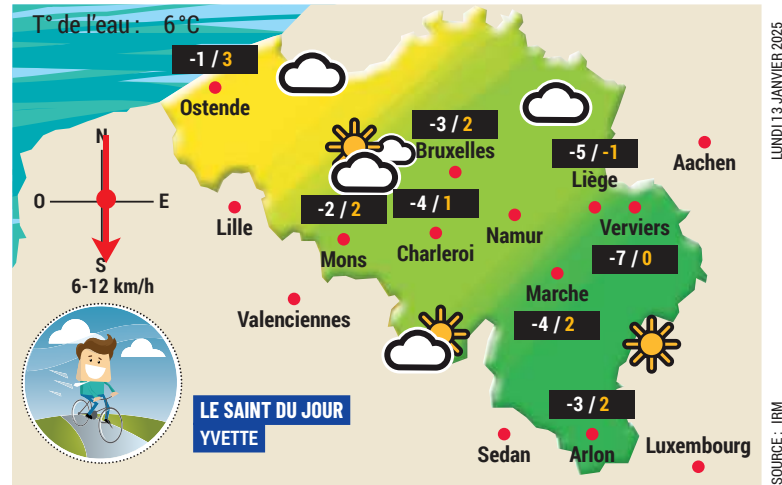 T° de l'eau :   6 °C
-1 / 3
Ostende
-3 / 2
Bruxelles
-5 / -1
Liège
Aachen
N
O
E
S
6-12 km/h
Lille
-2 / 2
Mons
-4 / 1
Charleroi
Namur
Verviers
-7 / 0
Marche
-4 / 2
Valenciennes
LE SAINT DU JOUR
YVETTE
-3 / 2
Sedan
Arlon
Luxembourg
LUNDI 13 JANVIER 2025
SOURCE : IRM